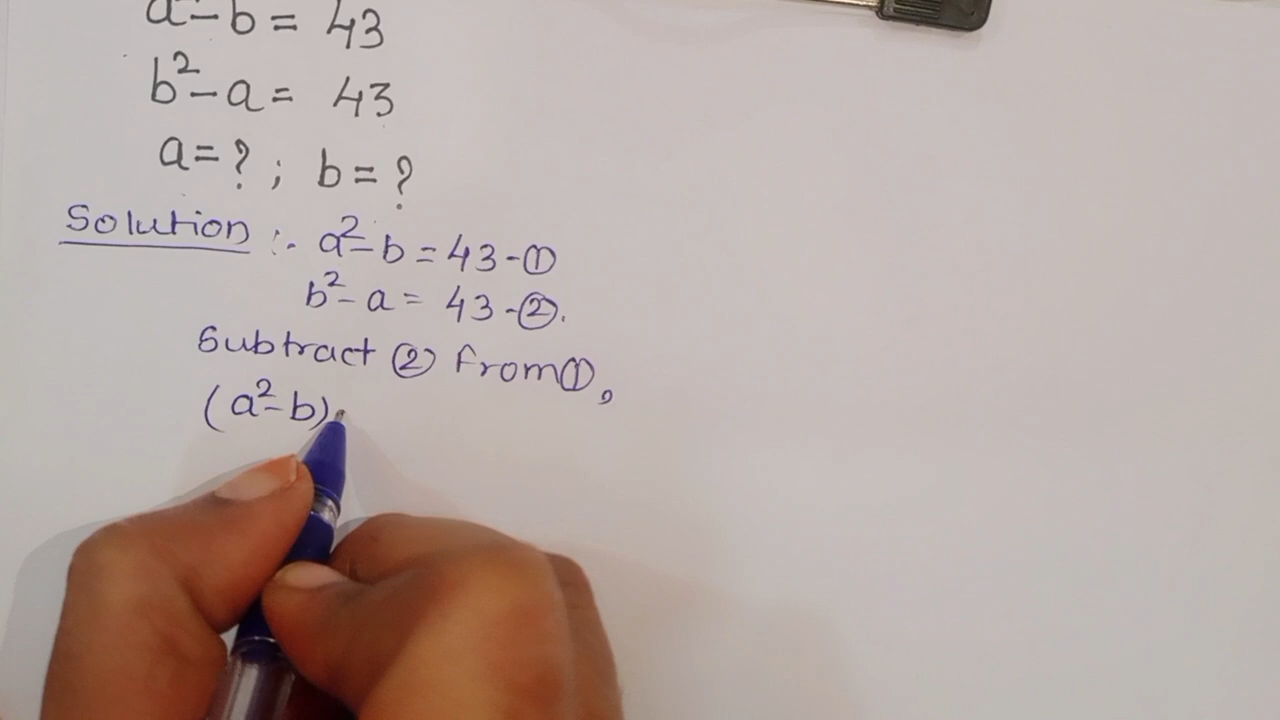 a²-b = 43
b²-a = 43
a=? ; b=?
Solution :- a²-b = 43-①
b²-a = 43-②.
Subtract ② from ①,
(a²-b)